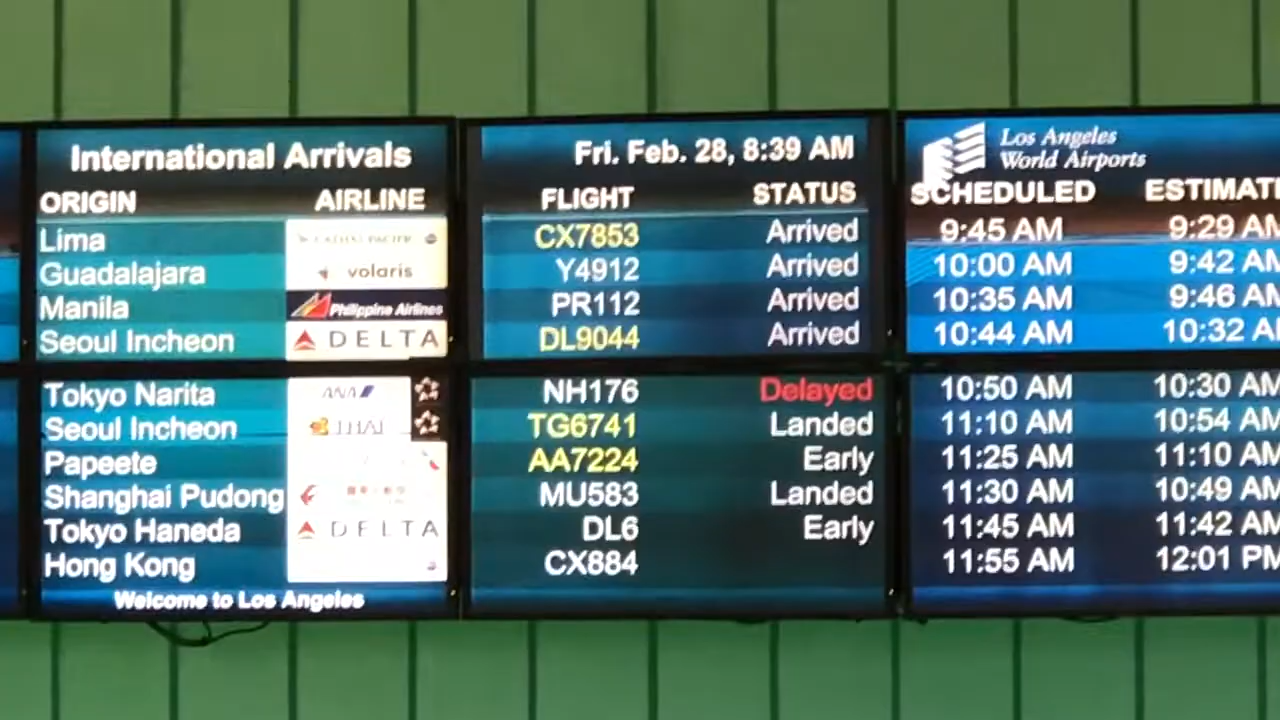 International Arrivals Fri. Feb. 28, 8:39 AM Los Angeles
World Airports
ORIGIN AIRLINE FLIGHT STATUS SCHEDULED
Lima CATHAY PACIFIC CX7853 Arrived 9:45 AM 9:29 AM
Guadalajara volaris Y4912 Arrived 10:00 AM 9:42 AM
Manila Philippine Airlines PR112 Arrived 10:35 AM 9:46 AM
Seoul Incheon DELTA DL9044 Arrived 10:44 AM 10:32
Tokyo Narita ANA NH176 Delayed 10:50 AM 10:30 AM
Seoul Incheon THAI TG6741 Landed 11:10 AM 10:54 AM
Papeete AA7224 Early 11:25 AM 11:10 AM
Shanghai Pudong MU583 Landed 11:30 AM 10:49 AM
Tokyo Haneda DELTA DL6 Early 11:45 AM 11:42 AM
Hong Kong CX884 11:55 AM 12:01 PM
Welcome to Los Angeles